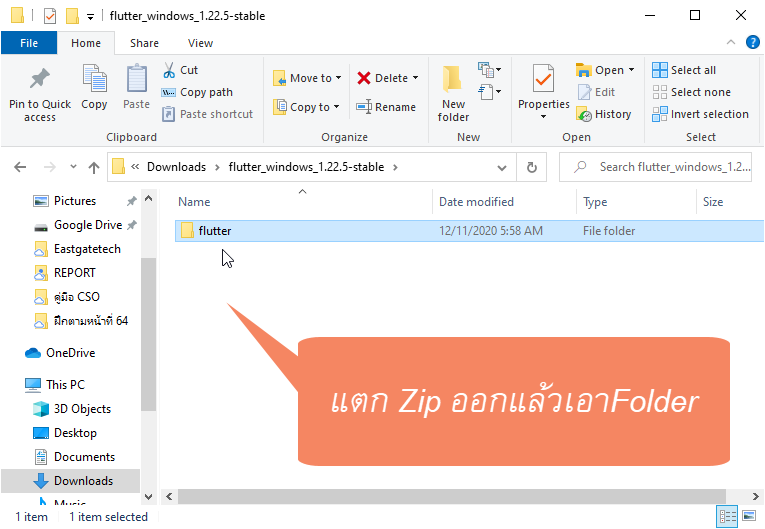 flutter_windows_1.22.5-stable
File Home Share View
Pin to Quick access
Copy
Paste
Cut
Copy path
Paste shortcut
Clipboard
Move to
Copy to
Delete
Rename
Organize
New folder
New
Properties
Open
Edit
History
Open
Select all
Select none
Invert selection
Select
« Downloads > flutter_windows_1.22.5-stable >
Search flutter_windows_1.2...
Name Date modified Type Size
flutter 12/11/2020 5:58 AM File folder
Pictures
Google Drive
Eastgatetech
REPORT
คู่มือ CSO
ฝึกตามหน้าที่ 64
OneDrive
This PC
3D Objects
Desktop
Documents
Downloads
Music
แตก Zip ออกแล้วเอาFolder
1 item 1 item selected